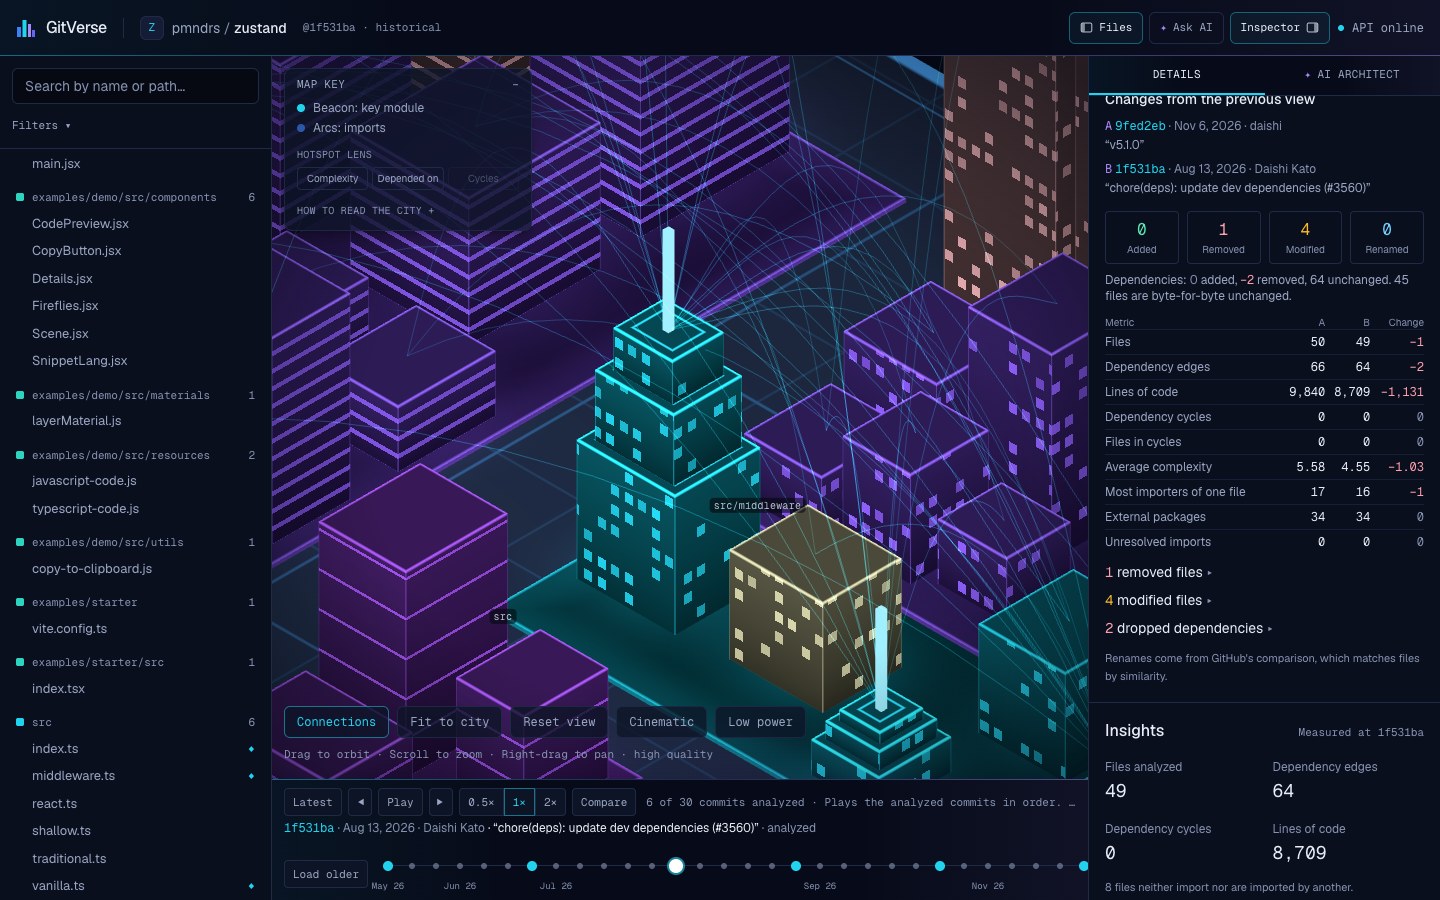 GitVerse
Z pmndrs / zustand @1f531ba · historical
Files
✦ Ask AI
Inspector
API online
Search by name or path…
Filters ▾
main.jsx
examples/demo/src/components 6
CodePreview.jsx
CopyButton.jsx
Details.jsx
Fireflies.jsx
Scene.jsx
SnippetLang.jsx
examples/demo/src/materials 1
layerMaterial.js
examples/demo/src/resources 2
javascript-code.js
typescript-code.js
examples/demo/src/utils 1
copy-to-clipboard.js
examples/starter 1
vite.config.ts
examples/starter/src 1
index.tsx
src 6
index.ts ♦
middleware.ts ♦
react.ts
shallow.ts
traditional.ts
vanilla.ts ♦
MAP KEY −
Beacon: key module
Arcs: imports
HOTSPOT LENS
Complexity Depended on Cycles
HOW TO READ THE CITY +
src/middleware
src
Connections Fit to city Reset view Cinematic Low power
Drag to orbit · Scroll to zoom · Right-drag to pan · high quality
Latest ◀ Play ▶ 0.5× 1× 2× Compare 6 of 30 commits analyzed · Plays the analyzed commits in order. …
1f531ba · Aug 13, 2026 · Daishi Kato · “chore(deps): update dev dependencies (#3560)” · analyzed
Load older
May 26 Jun 26 Jul 26 Sep 26 Nov 26
DETAILS ✦ AI ARCHITECT
Changes from the previous view
A 9fed2eb · Nov 6, 2026 · daishi
“v5.1.0”
B 1f531ba · Aug 13, 2026 · Daishi Kato
“chore(deps): update dev dependencies (#3560)”
0 1 4 0
Added Removed Modified Renamed
Dependencies: 0 added, −2 removed, 64 unchanged. 45
files are byte-for-byte unchanged.
Metric A B Change
Files 50 49 −1
Dependency edges 66 64 −2
Lines of code 9,840 8,709 −1,131
Dependency cycles 0 0 0
Files in cycles 0 0 0
Average complexity 5.58 4.55 −1.03
Most importers of one file 17 16 −1
External packages 34 34 0
Unresolved imports 0 0 0
1 removed files ▸
4 modified files ▸
2 dropped dependencies ▸
Renames come from GitHub's comparison, which matches files
by similarity.
Insights Measured at 1f531ba
Files analyzed Dependency edges
49 64
Dependency cycles Lines of code
0 8,709
8 files neither import nor are imported by another.